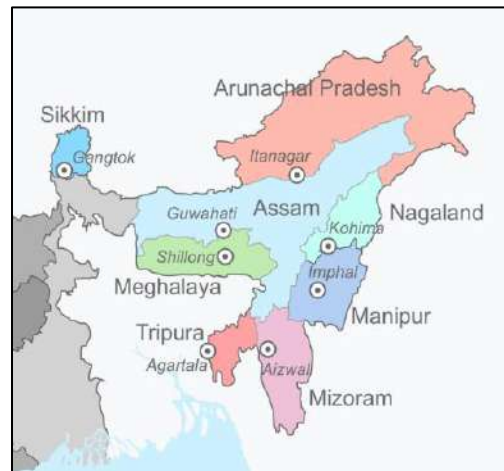 Arunachal Pradesh
Sikkim
Gangtok
Itanagar
Guwahati
Assam
Nagaland
Kohima
Shillong
Imphal
Meghalaya
Manipur
Tripura
Agartala
Aizwal
Mizoram